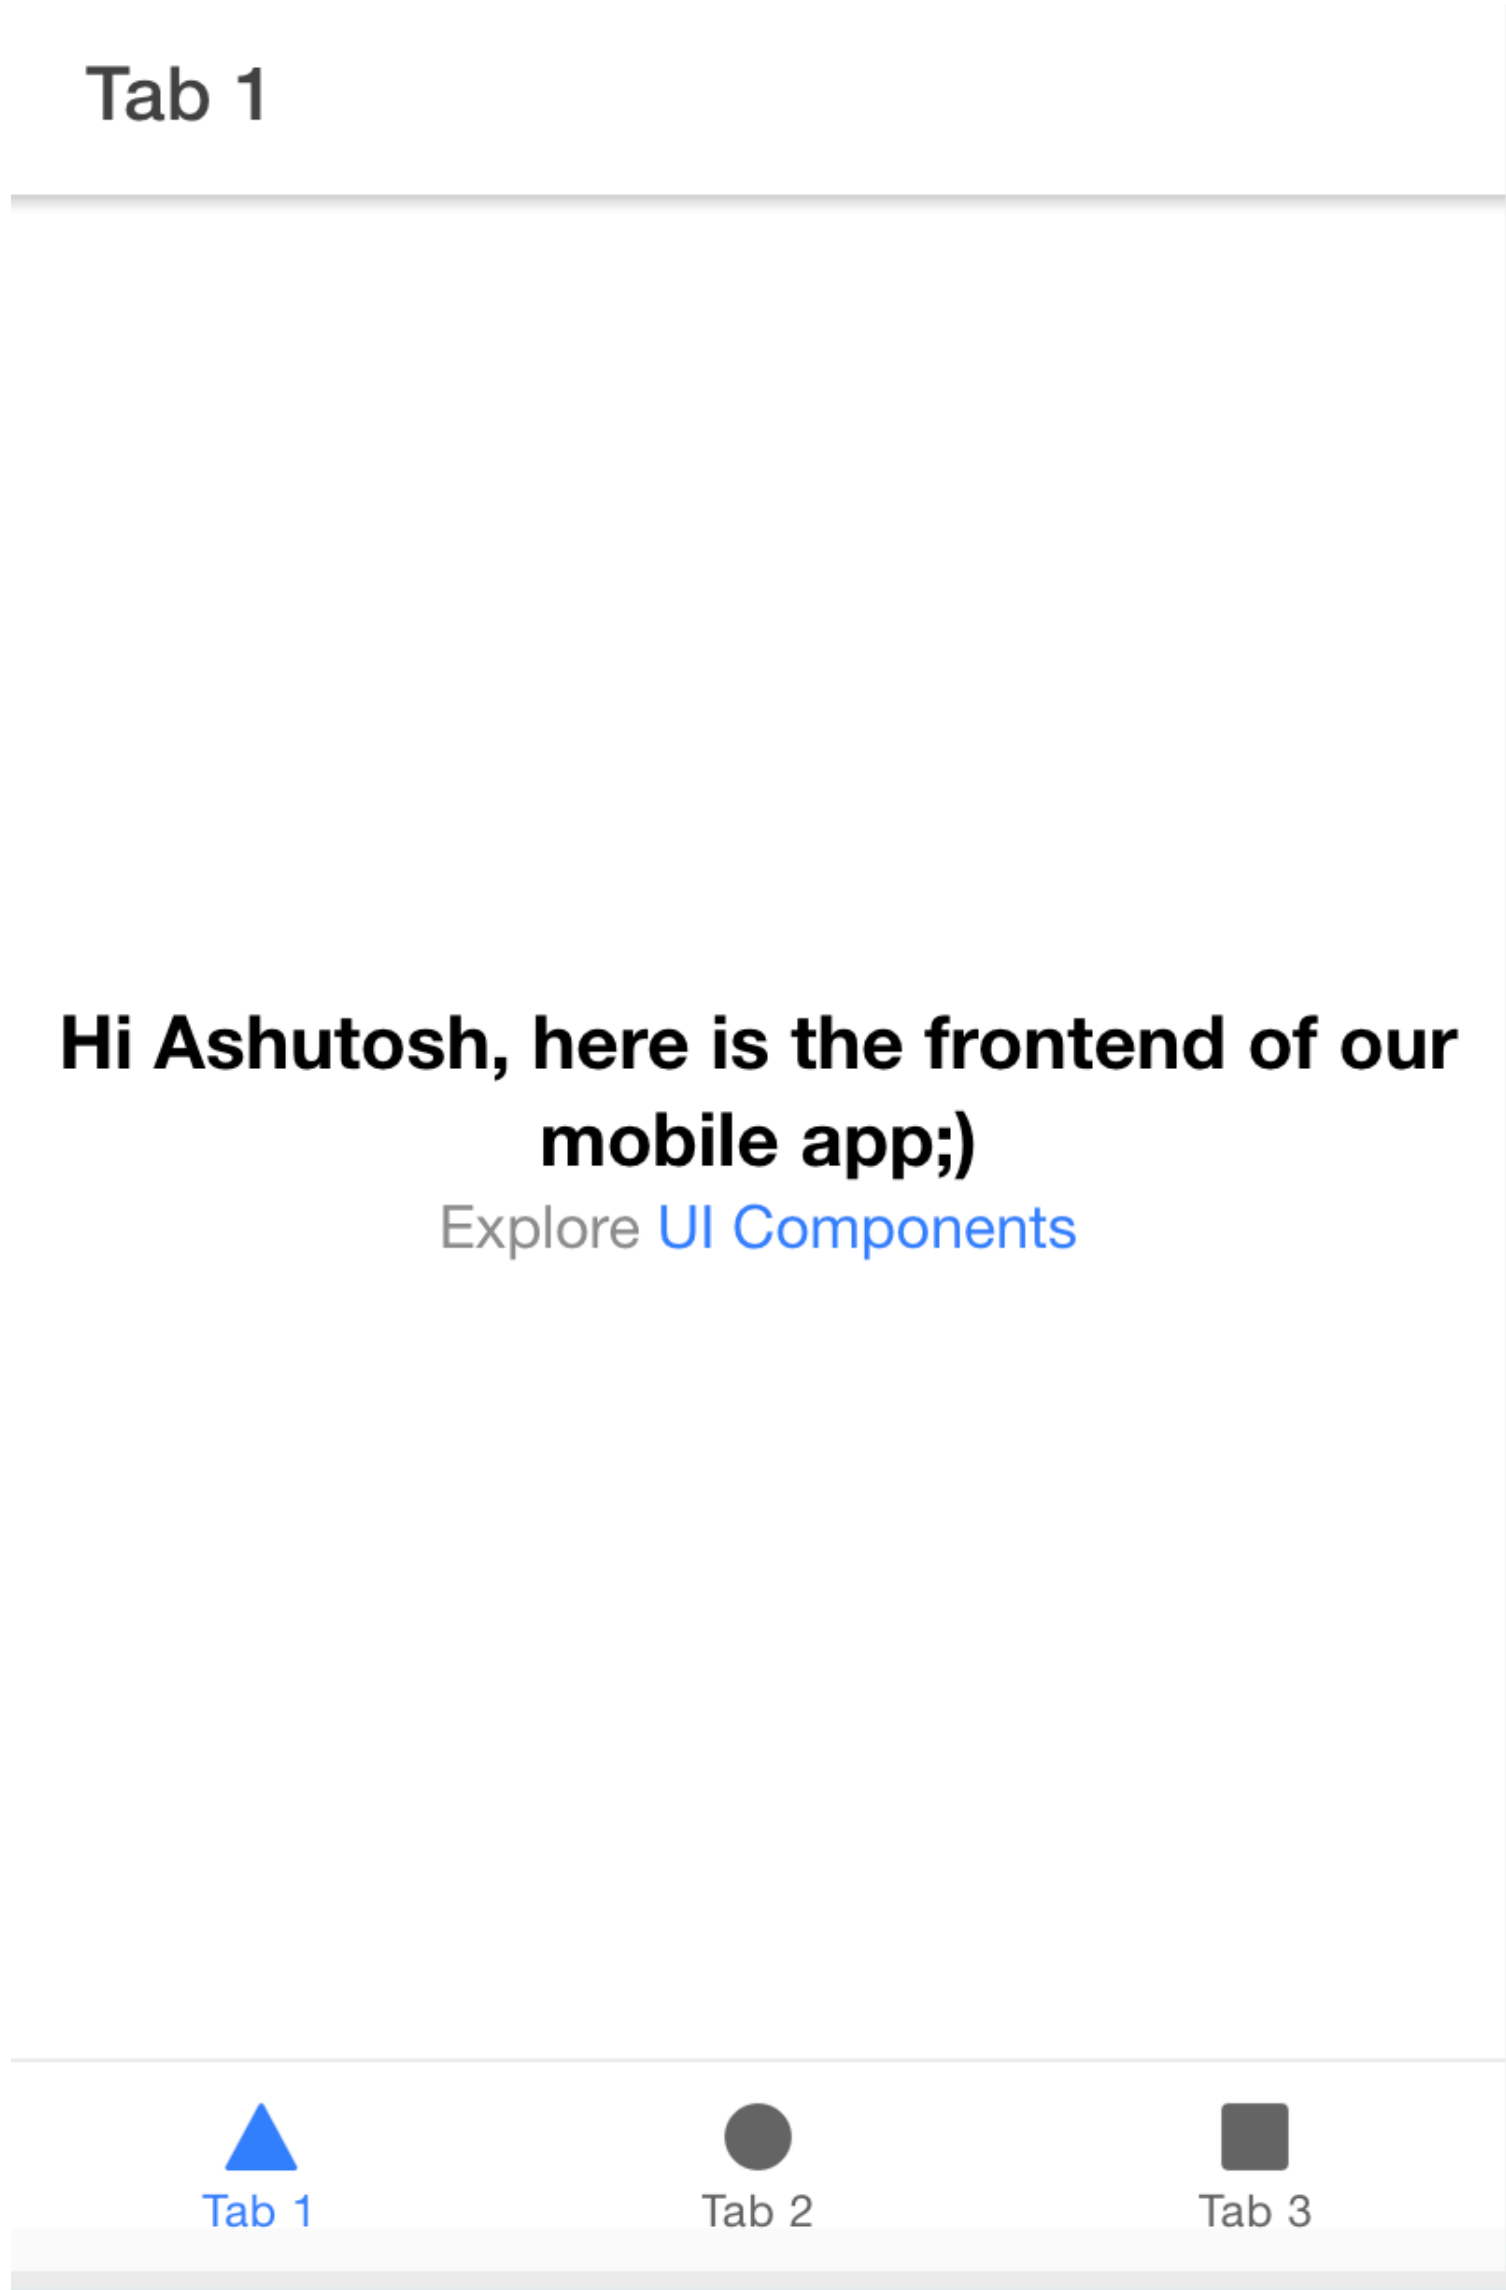 Tab 1
Hi Ashutosh, here is the frontend of our
mobile app;)
Explore UI Components
Tab 1
Tab 2
Tab 3